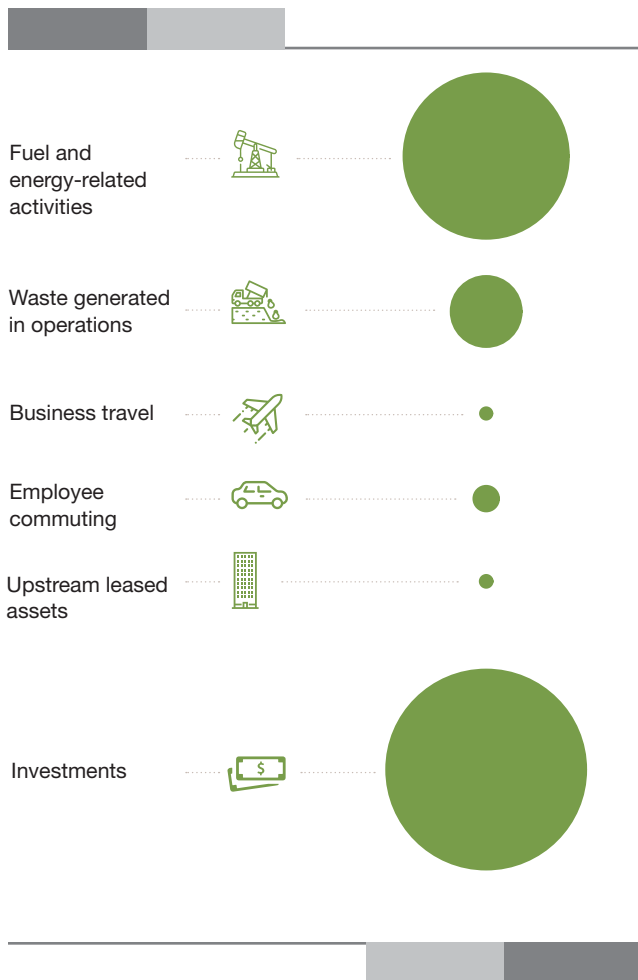 Fuel and
energy-related
activities
Waste generated
in operations
Business travel
Employee
commuting
Upstream leased
assets
Investments
$